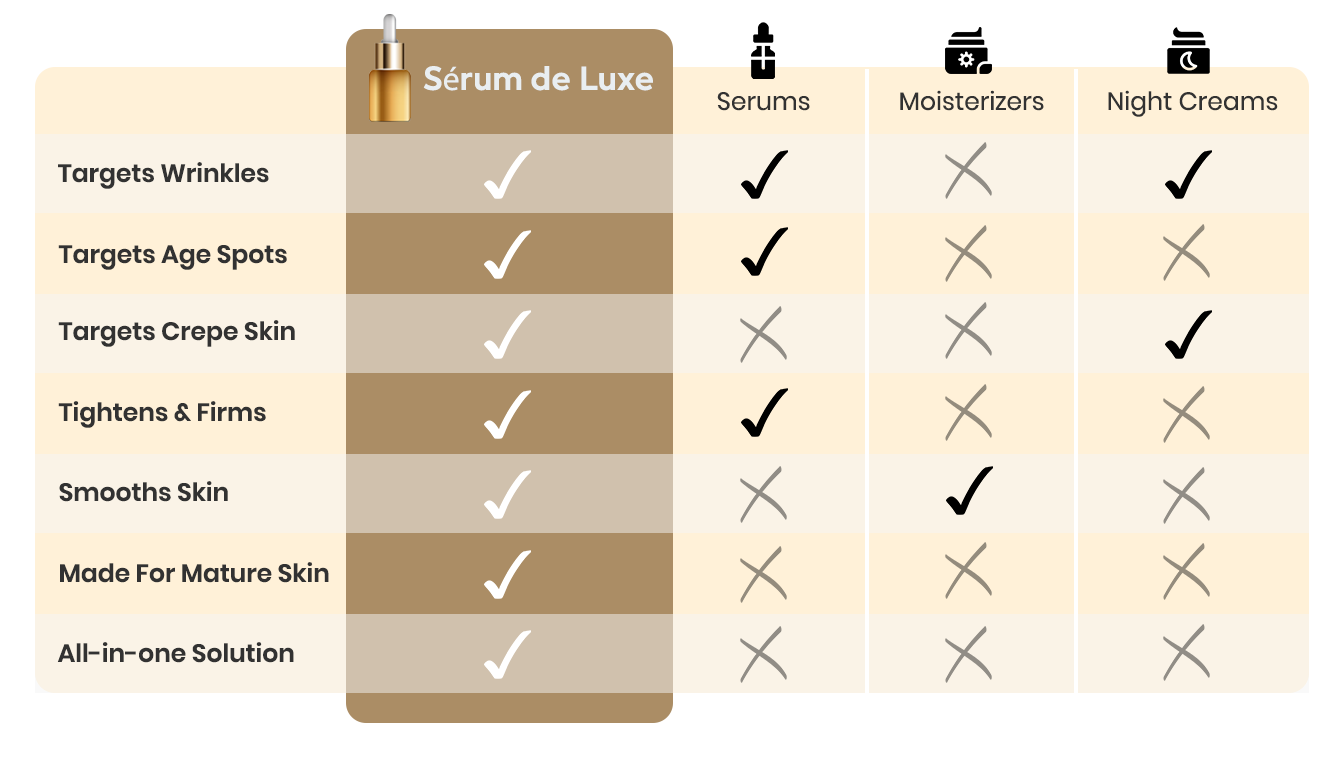 Sérum de Luxe
Serums
Moisterizers
Night Creams
Targets Wrinkles
Targets Age Spots
Targets Crepe Skin
Tightens & Firms
Smooths Skin
Made For Mature Skin
All-in-one Solution